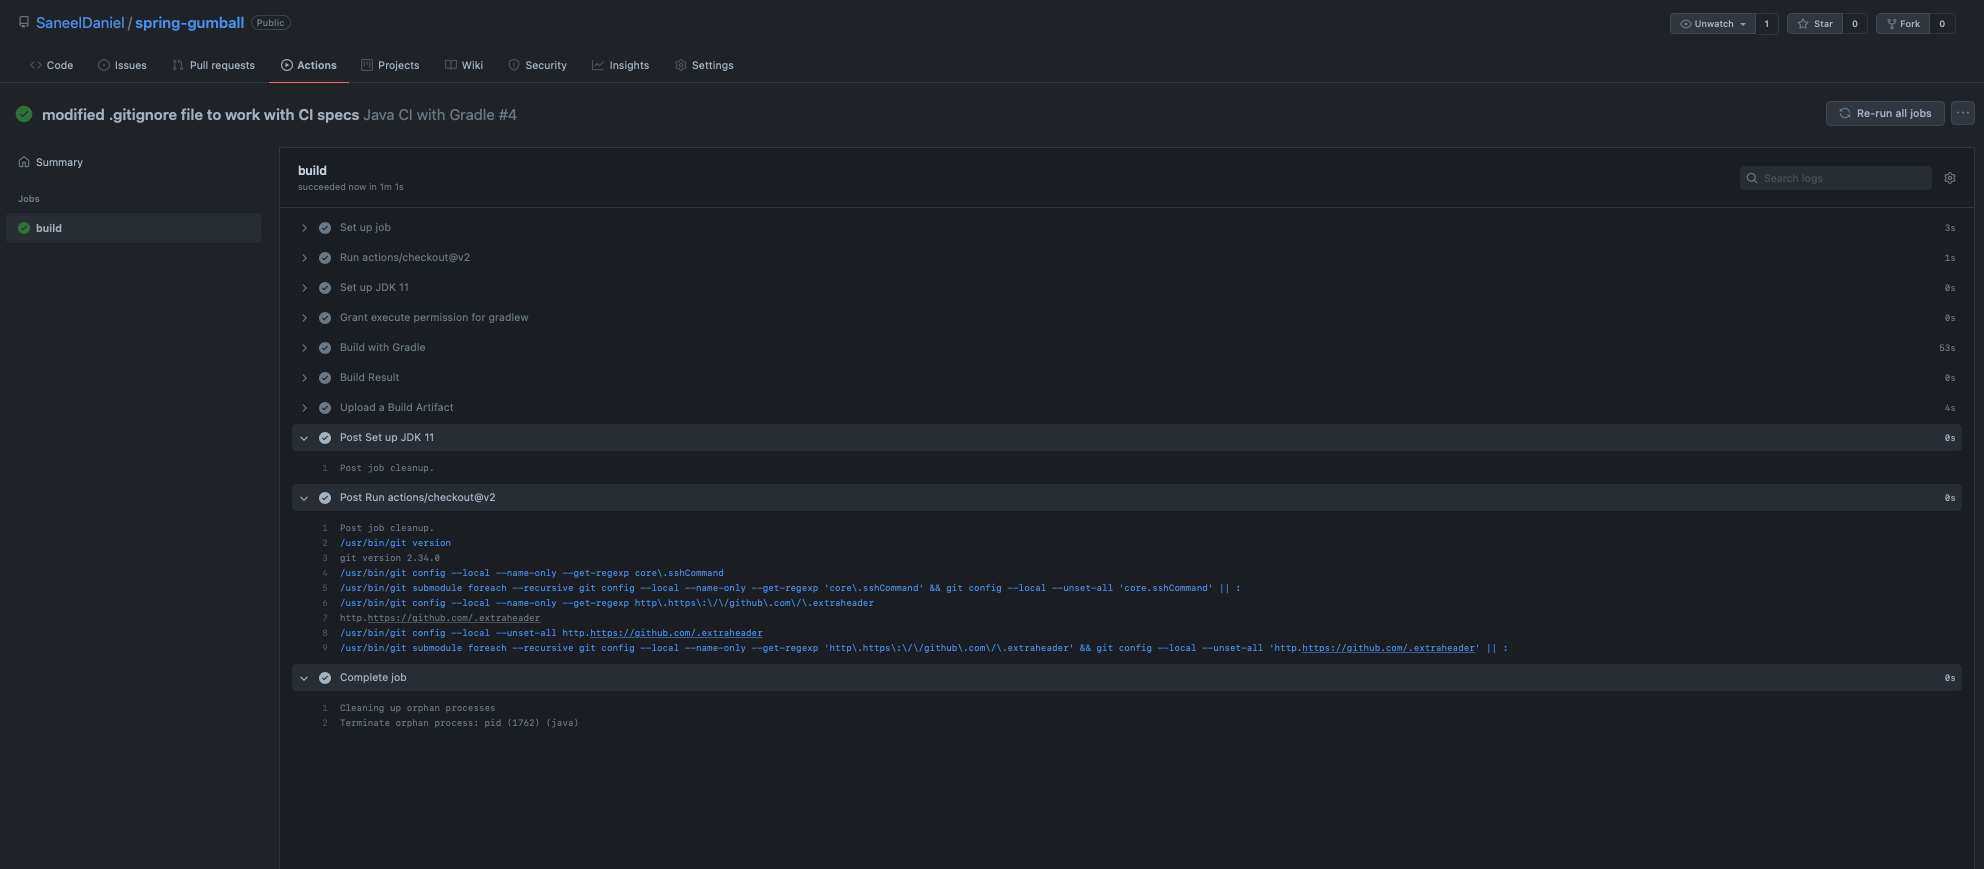 SaneelDaniel / spring-gumball Public
Unwatch 1 Star 0 Fork 0
Code Issues Pull requests Actions Projects Wiki Security Insights Settings
modified .gitignore file to work with CI specs Java CI with Gradle #4
Re-run all jobs ...
Summary
Jobs
build
build
succeeded now in 1m 1s
Search logs
Set up job 3s
Run actions/checkout@v2 1s
Set up JDK 11 0s
Grant execute permission for gradlew 0s
Build with Gradle 53s
Build Result 0s
Upload a Build Artifact 4s
Post Set up JDK 11 0s
1 Post job cleanup.
Post Run actions/checkout@v2 0s
1 Post job cleanup.
2 /usr/bin/git version
3 git version 2.34.0
4 /usr/bin/git config --local --name-only --get-regexp core\.sshCommand
5 /usr/bin/git submodule foreach --recursive git config --local --name-only --get-regexp 'core\.sshCommand' && git config --local --unset-all 'core.sshCommand' || :
6 /usr/bin/git config --local --name-only --get-regexp http\.https\:\/\/github\.com\/\.extraheader
7 http.https://github.com/.extraheader
8 /usr/bin/git config --local --unset-all http.https://github.com/.extraheader
9 /usr/bin/git submodule foreach --recursive git config --local --name-only --get-regexp 'http\.https\:\/\/github\.com\/\.extraheader' && git config --local --unset-all 'http.https://github.com/.extraheader' || :
Complete job 0s
1 Cleaning up orphan processes
2 Terminate orphan process: pid (1762) (java)